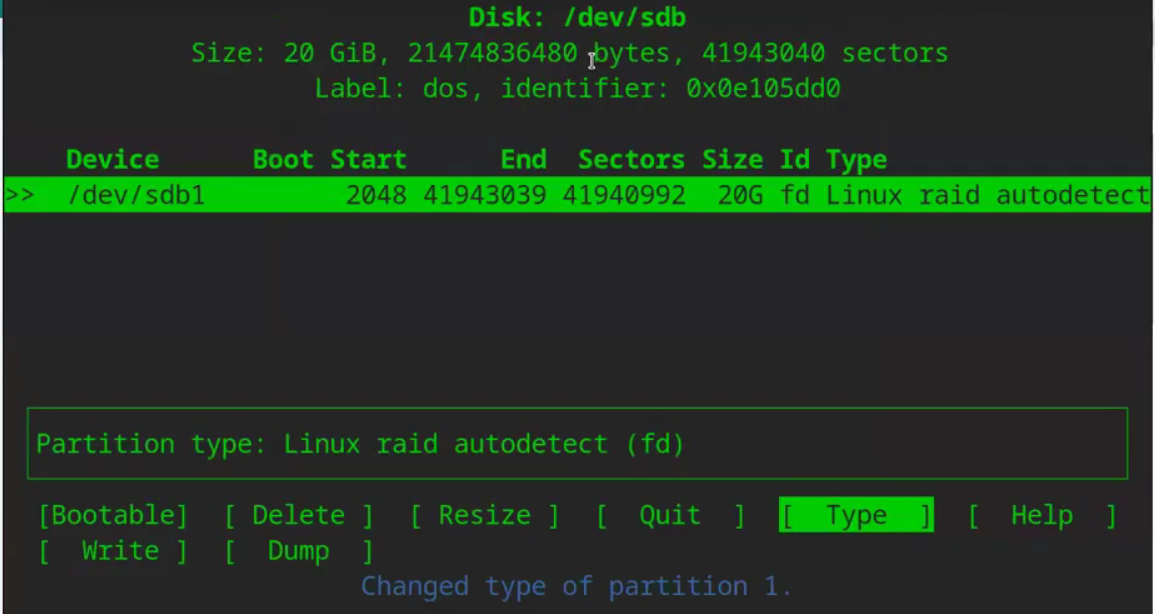 Disk: /dev/sdb
Size: 20 GiB, 21474836480 bytes, 41943040 sectors
Label: dos, identifier: 0x0e105dd0
Device Boot Start End Sectors Size Id Type
>> /dev/sdb1 2048 41943039 41940992 20G fd Linux raid autodetect
Partition type: Linux raid autodetect (fd)
[Bootable] [ Delete ] [ Resize ] [ Quit ] [ Type ] [ Help ]
[ Write ] [ Dump ]
Changed type of partition 1.